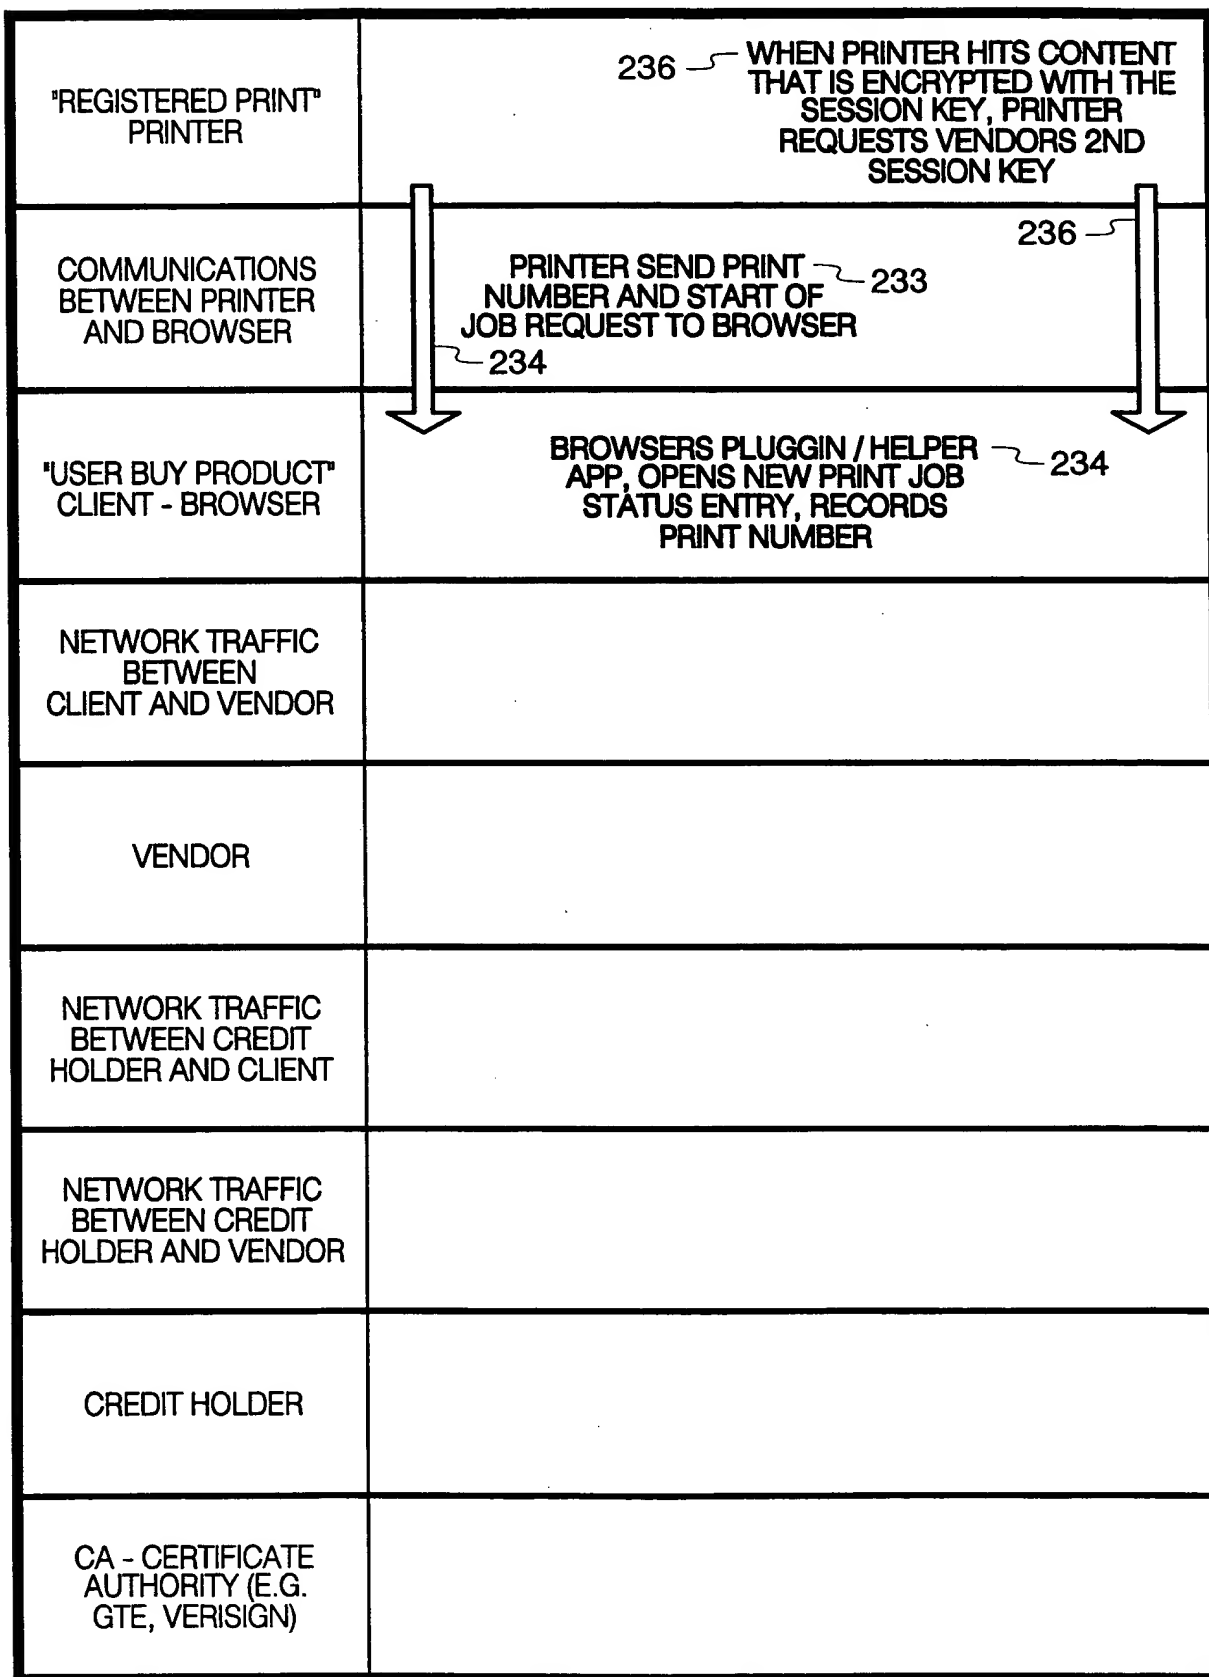 "REGISTERED PRINT"
PRINTER
236
WHEN PRINTER HITS CONTENT
THAT IS ENCRYPTED WITH THE
SESSION KEY, PRINTER
REQUESTS VENDORS 2ND
SESSION KEY
COMMUNICATIONS
BETWEEN PRINTER
AND BROWSER
PRINTER SEND PRINT
NUMBER AND START OF
JOB REQUEST TO BROWSER
233
234
236
"USER BUY PRODUCT"
CLIENT - BROWSER
BROWSERS PLUGGIN / HELPER
APP, OPENS NEW PRINT JOB
STATUS ENTRY, RECORDS
PRINT NUMBER
234
NETWORK TRAFFIC
BETWEEN
CLIENT AND VENDOR
VENDOR
NETWORK TRAFFIC
BETWEEN CREDIT
HOLDER AND CLIENT
NETWORK TRAFFIC
BETWEEN CREDIT
HOLDER AND VENDOR
CREDIT HOLDER
CA - CERTIFICATE
AUTHORITY (E.G.
GTE, VERISIGN)